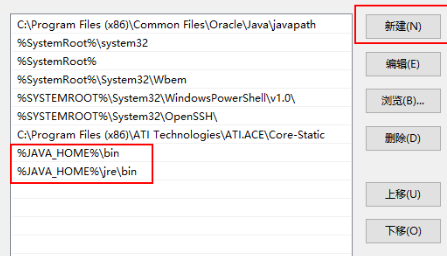 C:\Program Files (x86)\Common Files\Oracle\Java\javapath
%SystemRoot%\system32
%SystemRoot%
%SystemRoot%\System32\Wbem
%SYSTEMROOT%\System32\WindowsPowerShell\v1.0\
%SYSTEMROOT%\System32\OpenSSH\
C:\Program Files (x86)\ATI Technologies\ATI.ACE\Core-Static
%JAVA_HOME%\bin
%JAVA_HOME%\jre\bin
新建(N)
编辑(E)
浏览(B)...
删除(D)
上移(U)
下移(O)